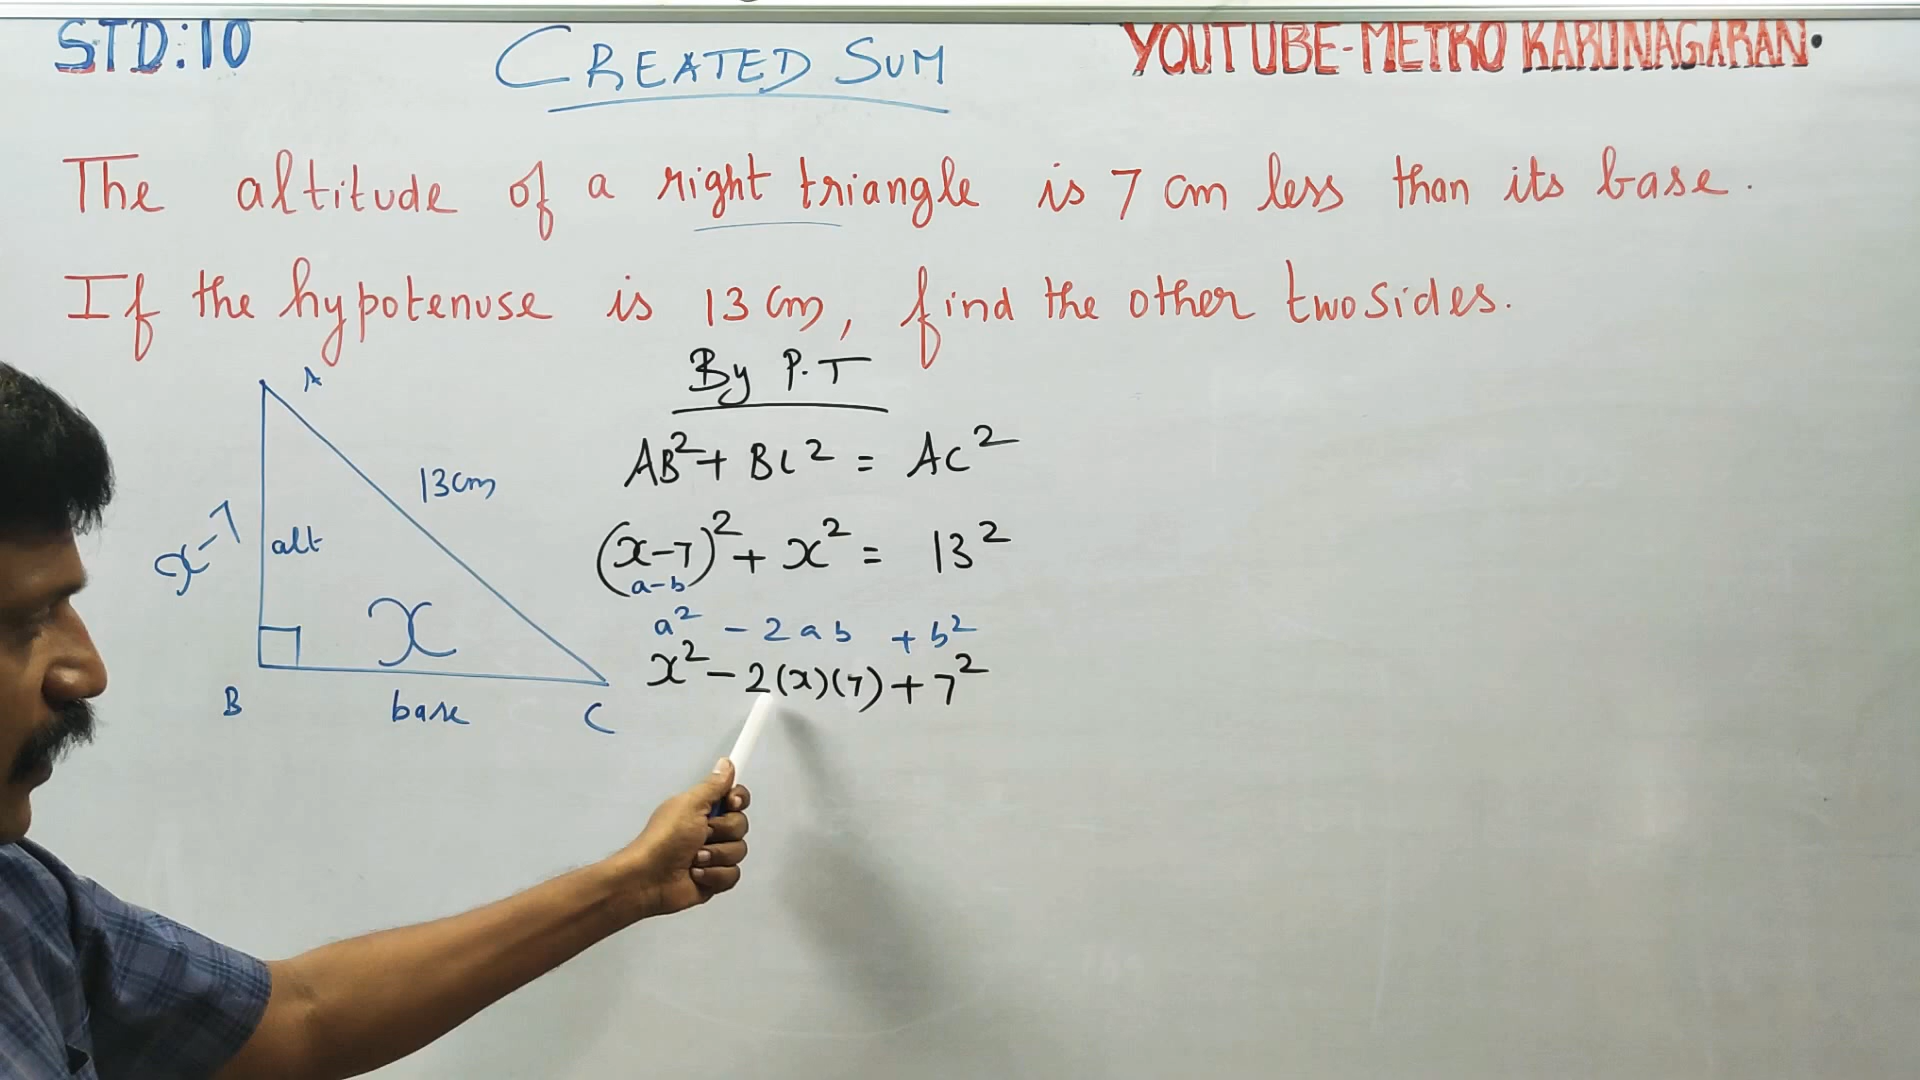 STD:10
CREATED SUM
YOUTUBE-METRO KARUNAGARAN.
The altitude of a right triangle is 7 cm less than its base.
If the hypotenuse is 13 cm, find the other two sides.
A
13cm
x-7
alt
x
B
base
C
By P.T
AB²+ BC² = AC²
(x-7)²+ x² = 13²
a-b
a² - 2ab + b²
x² - 2(x)(7) + 7²